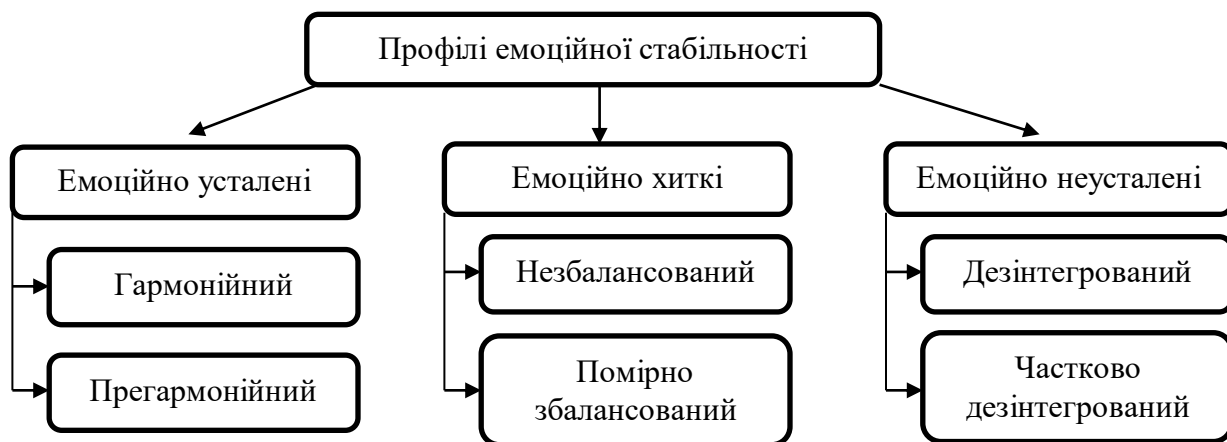 Профілі емоційної стабільності
Емоційно усталені
Гармонійний
Прегармонійний
Емоційно хиткі
Незбалансований
Помірно
збалансований
Емоційно неусталені
Дезінтегрований
Частково
дезінтегрований